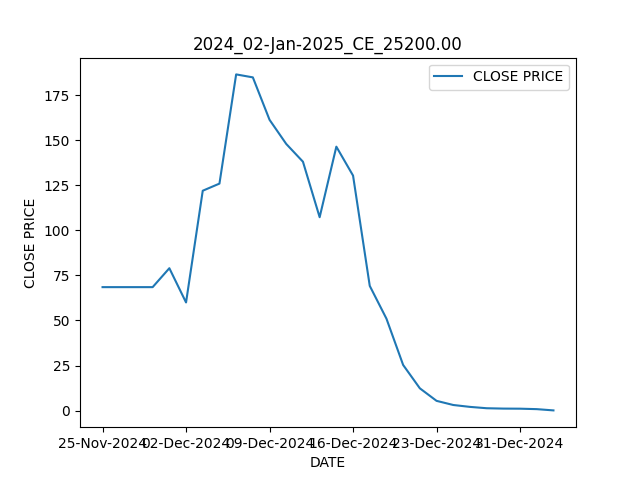 2024_02-Jan-2025_CE_25200.00
CLOSE PRICE
175
150
125
100
75
50
25
0
CLOSE PRICE
25-Nov-2024 02-Dec-2024 09-Dec-2024 16-Dec-2024 23-Dec-2024 31-Dec-2024
DATE